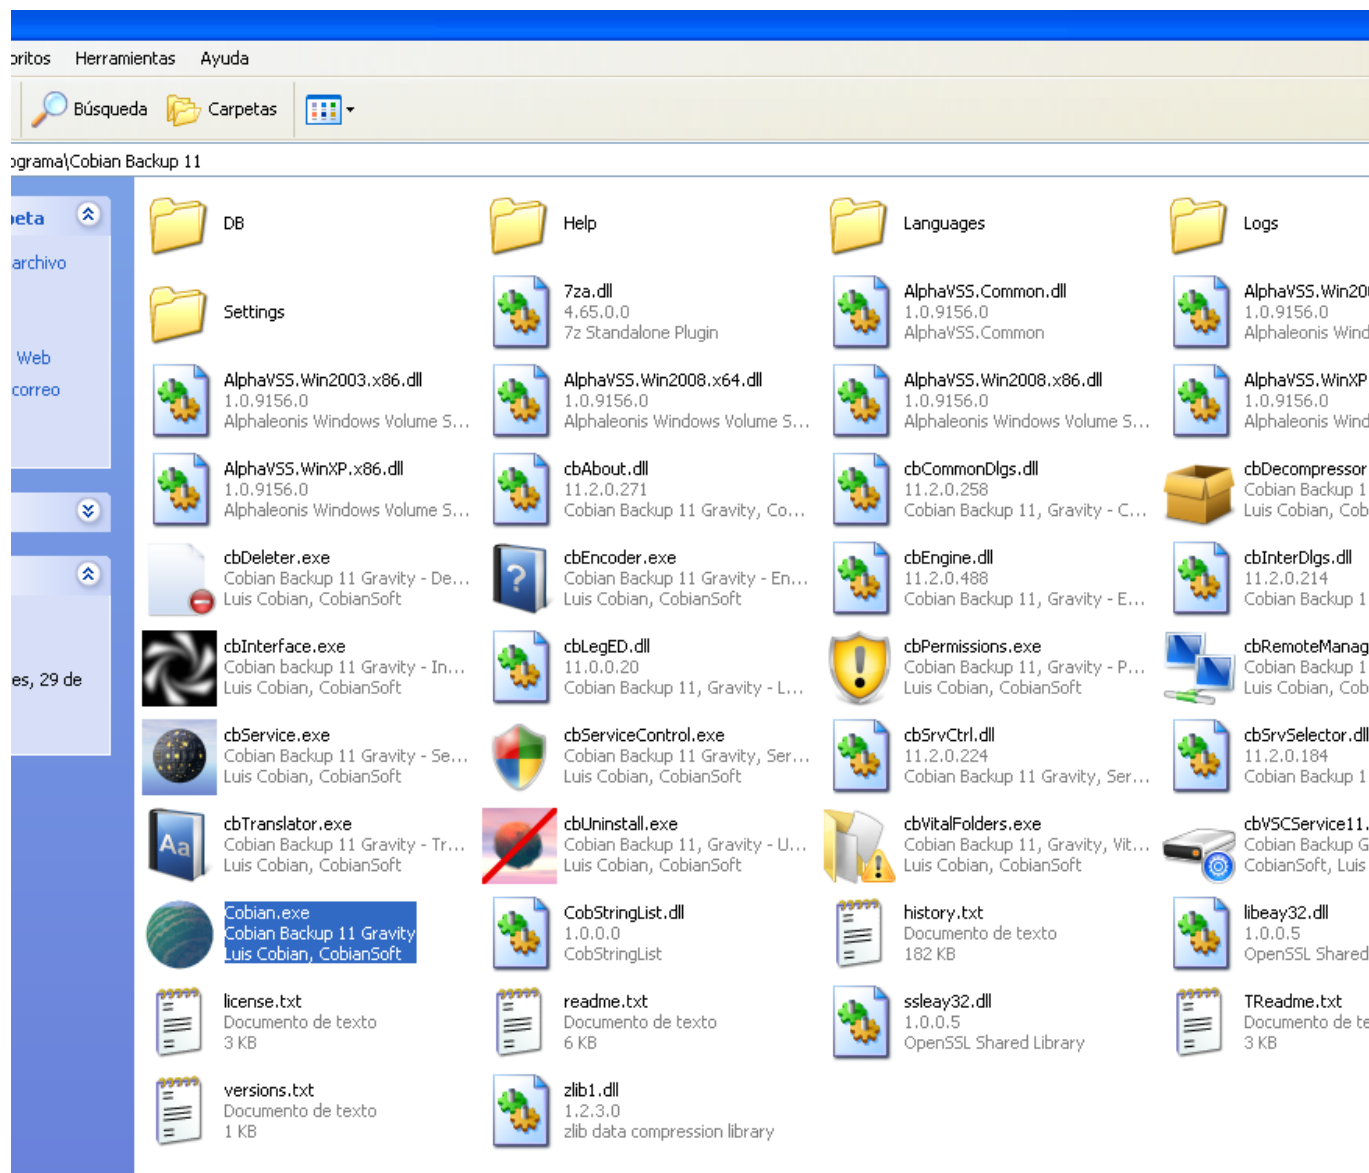 oritos Herramientas Ayuda
Búsqueda Carpetas
ograma\Cobian Backup 11
peta
archivo
Web
correo
es, 29 de
DB
Help
Languages
Logs
Settings
7za.dll
4.65.0.0
7z Standalone Plugin
AlphaVSS.Common.dll
1.0.9156.0
AlphaVSS.Common
AlphaVSS.Win20
1.0.9156.0
Alphaleonis Wind
AlphaVSS.Win2003.x86.dll
1.0.9156.0
Alphaleonis Windows Volume S...
AlphaVSS.Win2008.x64.dll
1.0.9156.0
Alphaleonis Windows Volume S...
AlphaVSS.Win2008.x86.dll
1.0.9156.0
Alphaleonis Windows Volume S...
AlphaVSS.WinXP
1.0.9156.0
Alphaleonis Wind
AlphaVSS.WinXP.x86.dll
1.0.9156.0
Alphaleonis Windows Volume S...
cbAbout.dll
11.2.0.271
Cobian Backup 11 Gravity, Co...
cbCommonDlgs.dll
11.2.0.258
Cobian Backup 11, Gravity - C...
cbDecompressor
Cobian Backup 1
Luis Cobian, Cob
cbDeleter.exe
Cobian Backup 11 Gravity - De...
Luis Cobian, CobianSoft
cbEncoder.exe
Cobian Backup 11 Gravity - En...
Luis Cobian, CobianSoft
cbEngine.dll
11.2.0.488
Cobian Backup 11, Gravity - E...
cbInterDlgs.dll
11.2.0.214
Cobian Backup 1
cbInterface.exe
Cobian backup 11 Gravity - In...
Luis Cobian, CobianSoft
cbLegED.dll
11.0.0.20
Cobian Backup 11, Gravity - L...
cbPermissions.exe
Cobian Backup 11, Gravity - P...
Luis Cobian, CobianSoft
cbRemoteManag
Cobian Backup 1
Luis Cobian, Cob
cbService.exe
Cobian Backup 11 Gravity - Se...
Luis Cobian, CobianSoft
cbServiceControl.exe
Cobian Backup 11 Gravity, Ser...
Luis Cobian, CobianSoft
cbSrvCtrl.dll
11.2.0.224
Cobian Backup 11 Gravity, Ser...
cbSrvSelector.dll
11.2.0.184
Cobian Backup 1
cbTranslator.exe
Cobian Backup 11 Gravity - Tr...
Luis Cobian, CobianSoft
cbUninstall.exe
Cobian Backup 11, Gravity - U...
Luis Cobian, CobianSoft
cbVitalFolders.exe
Cobian Backup 11, Gravity, Vit...
Luis Cobian, CobianSoft
cbVSCService11.
Cobian Backup G
CobianSoft, Luis
Cobian.exe
Cobian Backup 11 Gravity
Luis Cobian, CobianSoft
CobStringList.dll
1.0.0.0
CobStringList
history.txt
Documento de texto
182 KB
libeay32.dll
1.0.0.5
OpenSSL Shared
license.txt
Documento de texto
3 KB
readme.txt
Documento de texto
6 KB
ssleay32.dll
1.0.0.5
OpenSSL Shared Library
TReadme.txt
Documento de te
3 KB
versions.txt
Documento de texto
1 KB
zlib1.dll
1.2.3.0
zlib data compression library